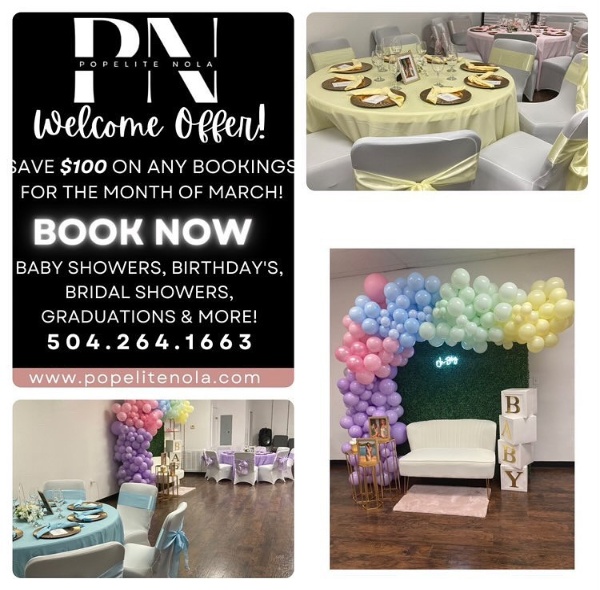 PN
POPELITE NOLA
Welcome Offer!
SAVE $100 ON ANY BOOKINGS
FOR THE MONTH OF MARCH!
BOOK NOW
BABY SHOWERS, BIRTHDAY'S,
BRIDAL SHOWERS,
GRADUATIONS & MORE!
504.264.1663
www.popelitenola.com
B
A
B
Y